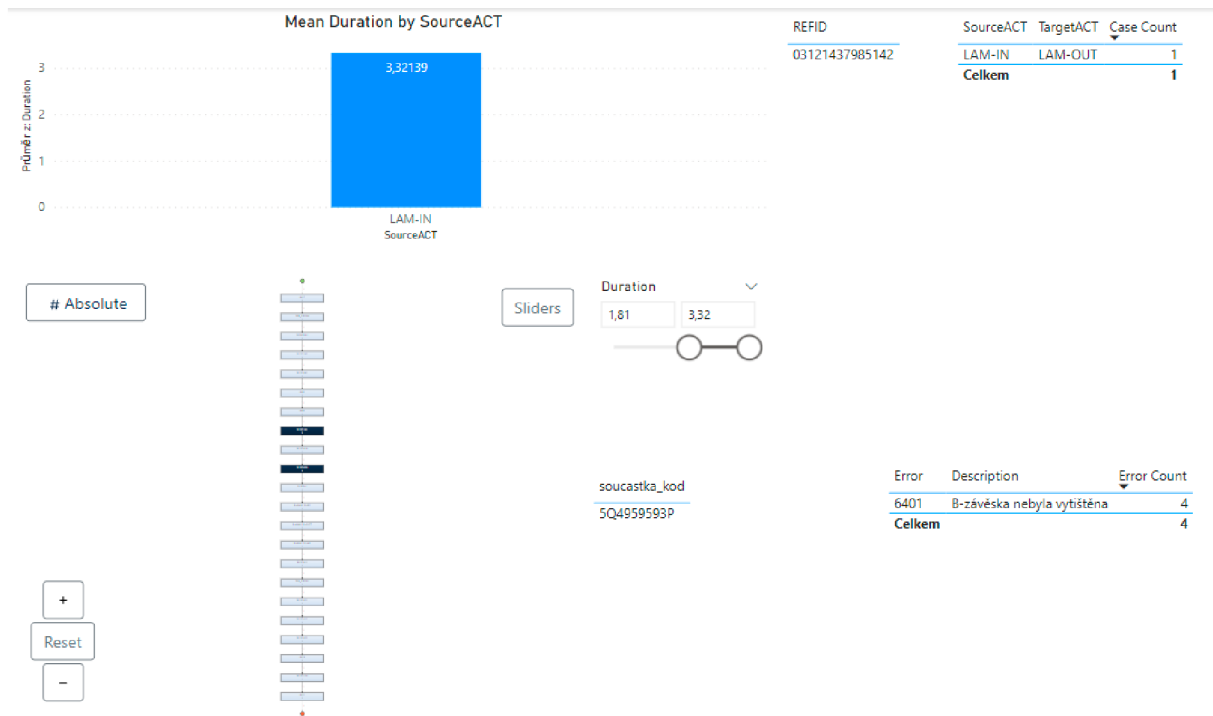 Mean Duration by SourceACT
Průměr z: Duration
3
2
1
0
3,32139
LAM-IN
SourceACT
REFID
03121437985142
SourceACT TargetACT Case Count
LAM-IN LAM-OUT 1
Celkem 1
# Absolute
Sliders
Duration
1,81 3,32
soucastka_kod
5Q4959593P
Error Description Error Count
6401 B-závěska nebyla vytištěna 4
Celkem 4
+
Reset
−